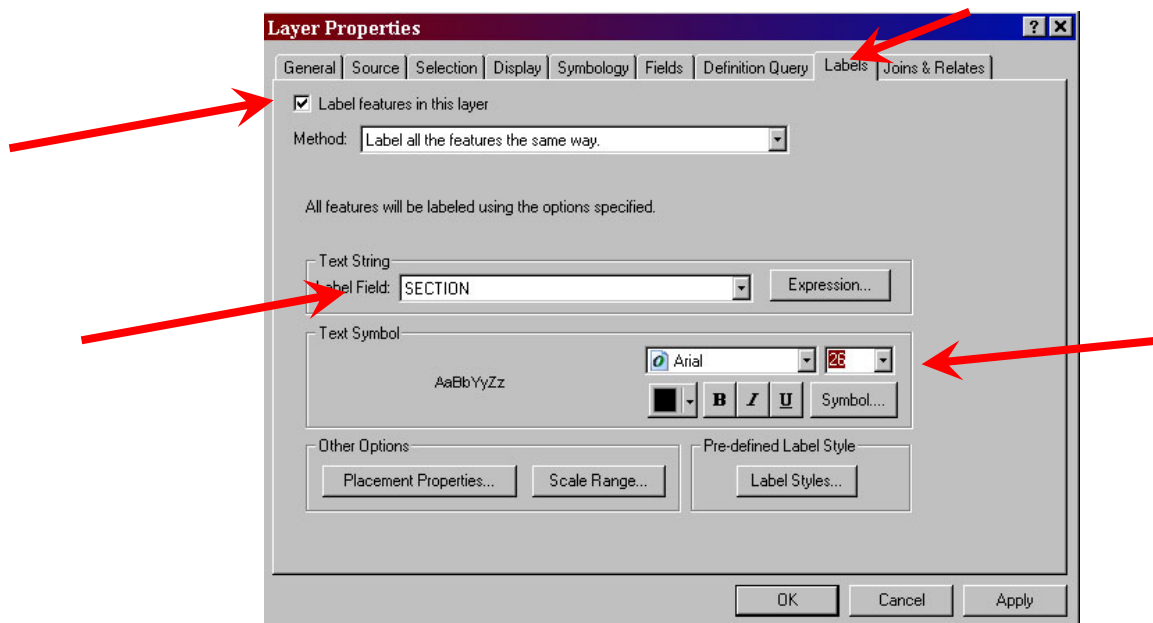 Layer Properties
General Source Selection Display Symbology Fields Definition Query Labels Joins & Relates
Label features in this layer
Method: Label all the features the same way.
All features will be labeled using the options specified.
Text String
Label Field: SECTION Expression...
Text Symbol
AaBbYyZz
Arial 26
B I U Symbol....
Other Options
Placement Properties... Scale Range...
Pre-defined Label Style
Label Styles...
OK Cancel Apply